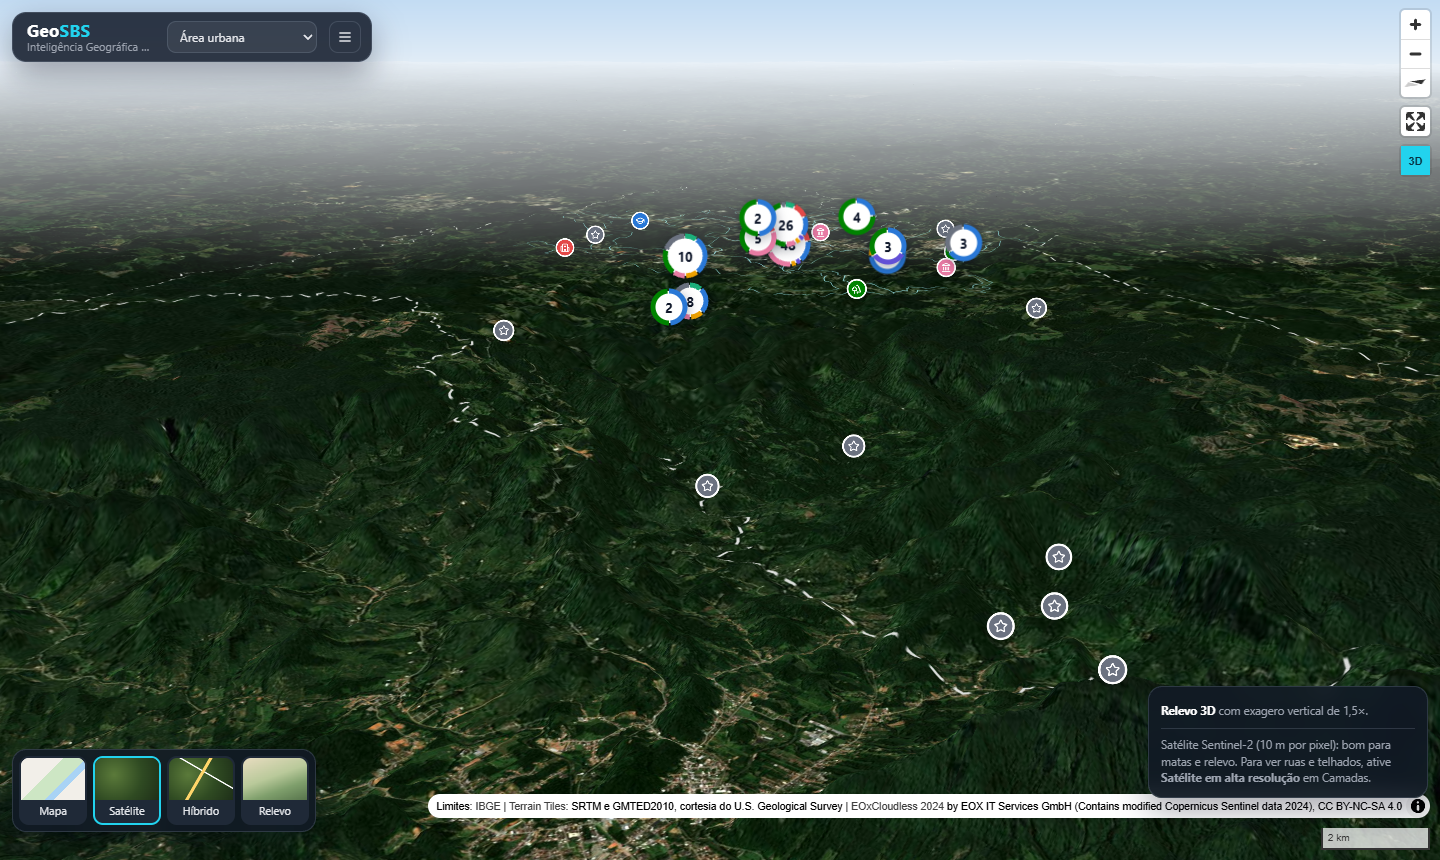 GeoSBS
Inteligência Geográfica ...
Área urbana
3D
2
26
4
5
3
3
10
2
8
Relevo 3D com exagero vertical de 1,5×.
Satélite Sentinel-2 (10 m por pixel): bom para
matas e relevo. Para ver ruas e telhados, ative
Satélite em alta resolução em Camadas.
Mapa
Satélite
Híbrido
Relevo
Limites: IBGE | Terrain Tiles: SRTM e GMTED2010, cortesia do U.S. Geological Survey | EOxCloudless 2024 by EOX IT Services GmbH (Contains modified Copernicus Sentinel data 2024), CC BY-NC-SA 4.0
2 km